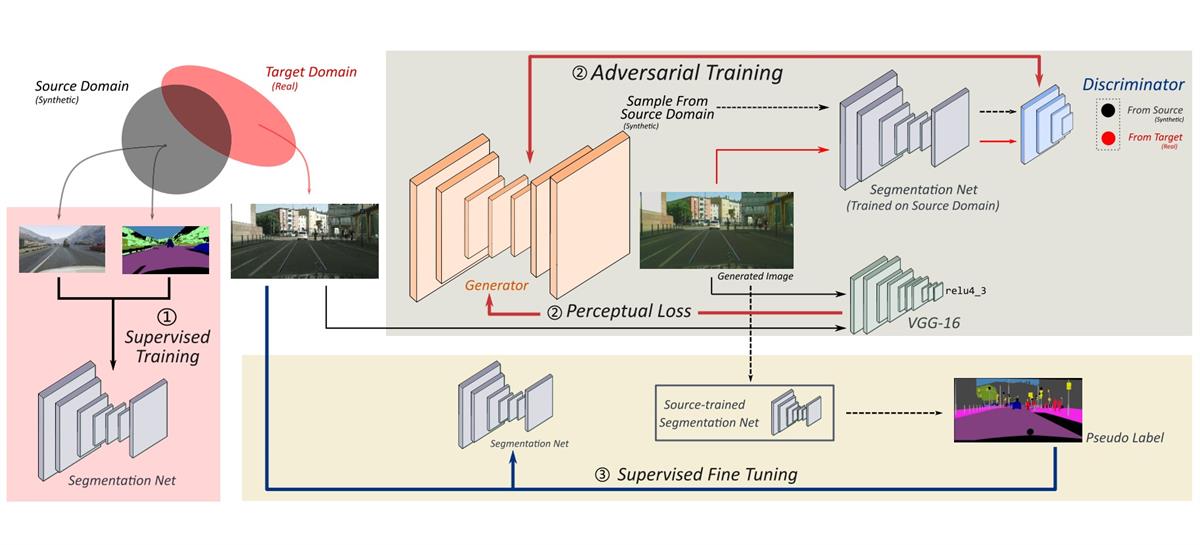 Source Domain
(Synthetic)
Target Domain
(Real)
② Adversarial Training
Sample From
Source Domain
(Synthetic)
Discriminator
From Source
(Synthetic)
From Target
(Real)
Segmentation Net
(Trained on Source Domain)
Generator
Generated Image
② Perceptual Loss
relu4_3
VGG-16
①
Supervised
Training
Segmentation Net
Segmentation Net
Source-trained
Segmentation Net
Pseudo Label
③ Supervised Fine Tuning